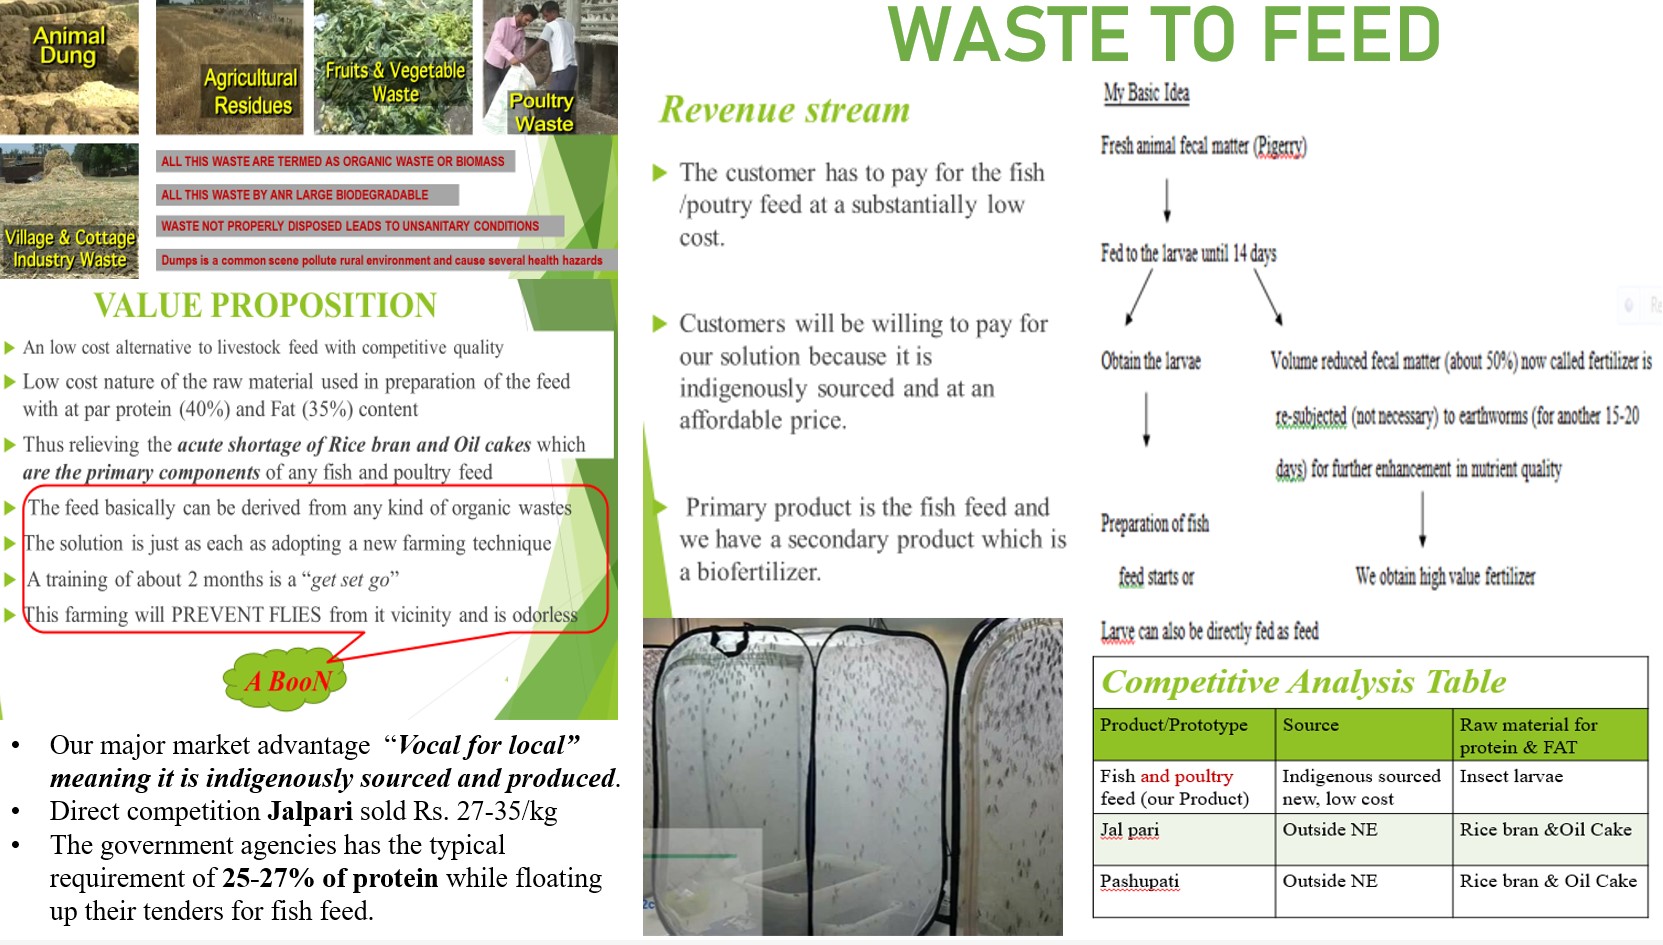 Animal
Dung
Agricultural
Residues
Fruits & Vegetable
Waste
Poultry
Waste
Village & Cottage
Industry Waste
ALL THIS WASTE ARE TERMED AS ORGANIC WASTE OR BIOMASS
ALL THIS WASTE BY ANR LARGE BIODEGRADABLE
WASTE NOT PROPERLY DISPOSED LEADS TO UNSANITARY CONDITIONS
Dumps is a common scene pollute rural environment and cause several health hazards
VALUE PROPOSITION
An low cost alternative to livestock feed with competitive quality
Low cost nature of the raw material used in preparation of the feed
with at par protein (40%) and Fat (35%) content
Thus relieving the acute shortage of Rice bran and Oil cakes which
are the primary components of any fish and poultry feed
The feed basically can be derived from any kind of organic wastes
The solution is just as each as adopting a new farming technique
A training of about 2 months is a “get set go”
This farming will PREVENT FLIES from it vicinity and is odorless
A BooN
• Our major market advantage “Vocal for local”
meaning it is indigenously sourced and produced.
• Direct competition Jalpari sold Rs. 27-35/kg
• The government agencies has the typical
requirement of 25-27% of protein while floating
up their tenders for fish feed.
WASTE TO FEED
Revenue stream
The customer has to pay for the fish
/poutry feed at a substantially low
cost.
Customers will be willing to pay for
our solution because it is
indigenously sourced and at an
affordable price.
Primary product is the fish feed and
we have a secondary product which is
a biofertilizer.
My Basic Idea
Fresh animal fecal matter (Pigerry)
Fed to the larvae until 14 days
Obtain the larvae
Volume reduced fecal matter (about 50%) now called fertilizer is
re-subjected (not necessary) to earthworms (for another 15-20
days) for further enhancement in nutrient quality
Preparation of fish
feed starts or
We obtain high value fertilizer
Larve can also be directly fed as feed
Competitive Analysis Table
Product/Prototype Source Raw material for
protein & FAT
Fish and poultry Indigenous sourced Insect larvae
feed (our Product) new, low cost
Jal pari Outside NE Rice bran &Oil Cake
Pashupati Outside NE Rice bran & Oil Cake